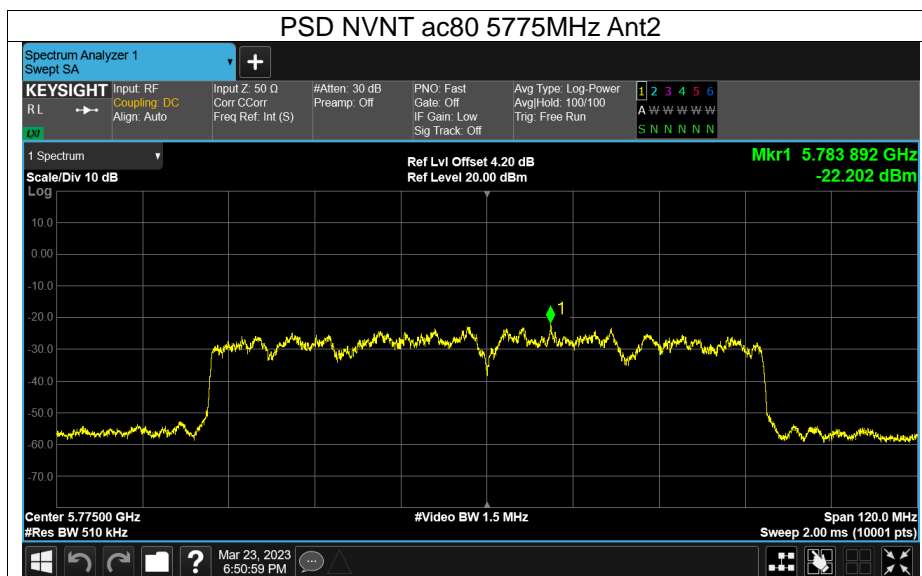 PSD NVNT ac80 5775MHz Ant2
Spectrum Analyzer 1
Swept SA
KEYSIGHT
RL
LXI
Input: RF
Coupling: DC
Align: Auto
Input Z: 50 Ω
Corr CCorr
Freq Ref: Int (S)
#Atten: 30 dB
Preamp: Off
PNO: Fast
Gate: Off
IF Gain: Low
Sig Track: Off
Avg Type: Log-Power
Avg|Hold: 100/100
Trig: Free Run
1 2 3 4 5 6
A W W W W W
S N N N N N
1 Spectrum
Scale/Div 10 dB
Ref Lvl Offset 4.20 dB
Ref Level 20.00 dBm
Mkr1 5.783 892 GHz
-22.202 dBm
Log
10.0
0.00
-10.0
-20.0
-30.0
-40.0
-50.0
-60.0
-70.0
1
Center 5.77500 GHz
#Res BW 510 kHz
#Video BW 1.5 MHz
Span 120.0 MHz
Sweep 2.00 ms (10001 pts)
Mar 23, 2023
6:50:59 PM